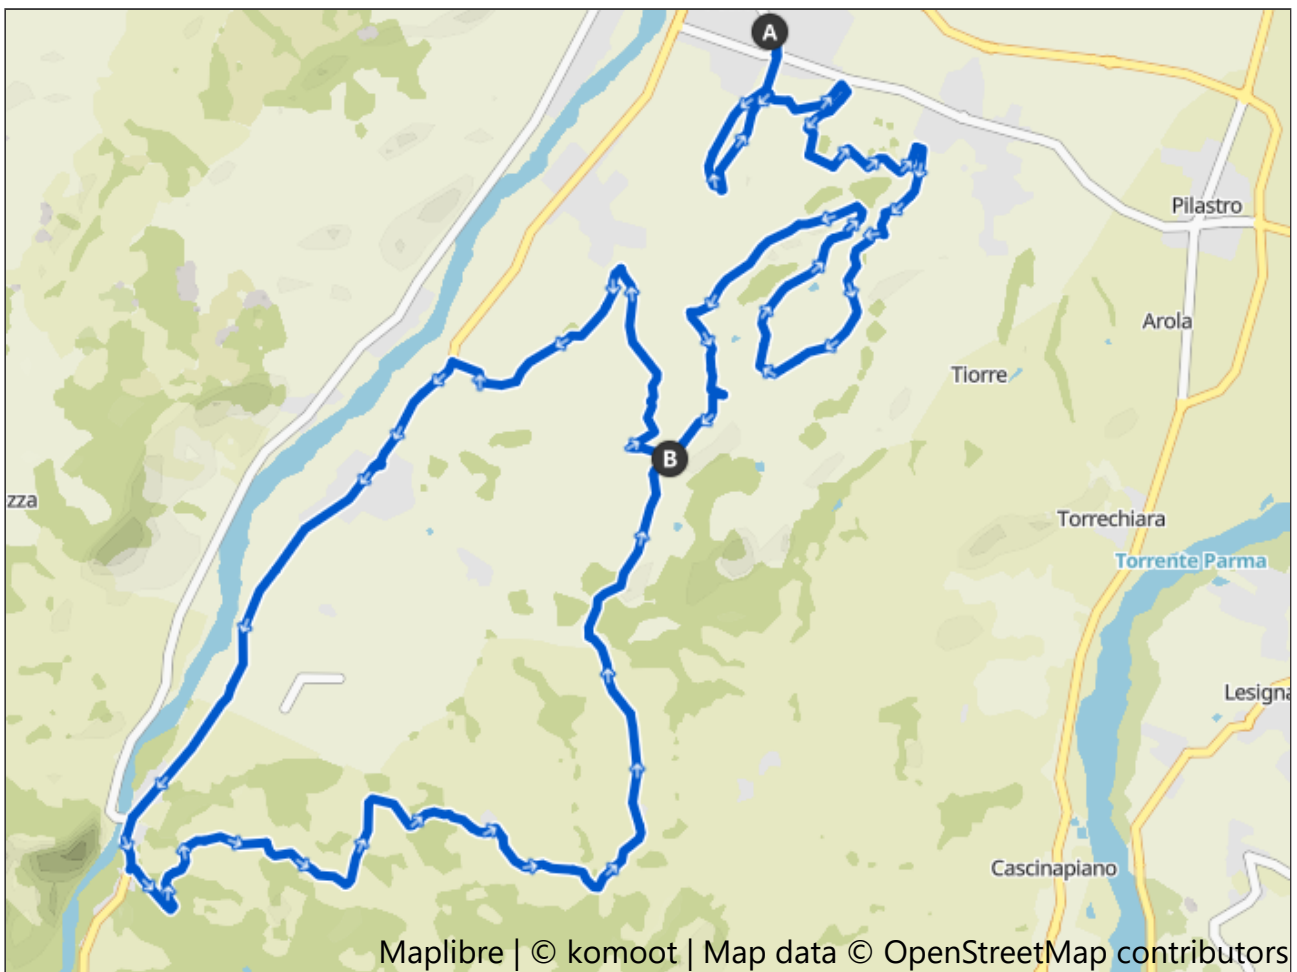 A
Pilastro
Arola
Tiorre
B
zza
Torrechiara
Torrente Parma
Lesigna
Cascinapiano
Maplibre | © komoot | Map data © OpenStreetMap contributors